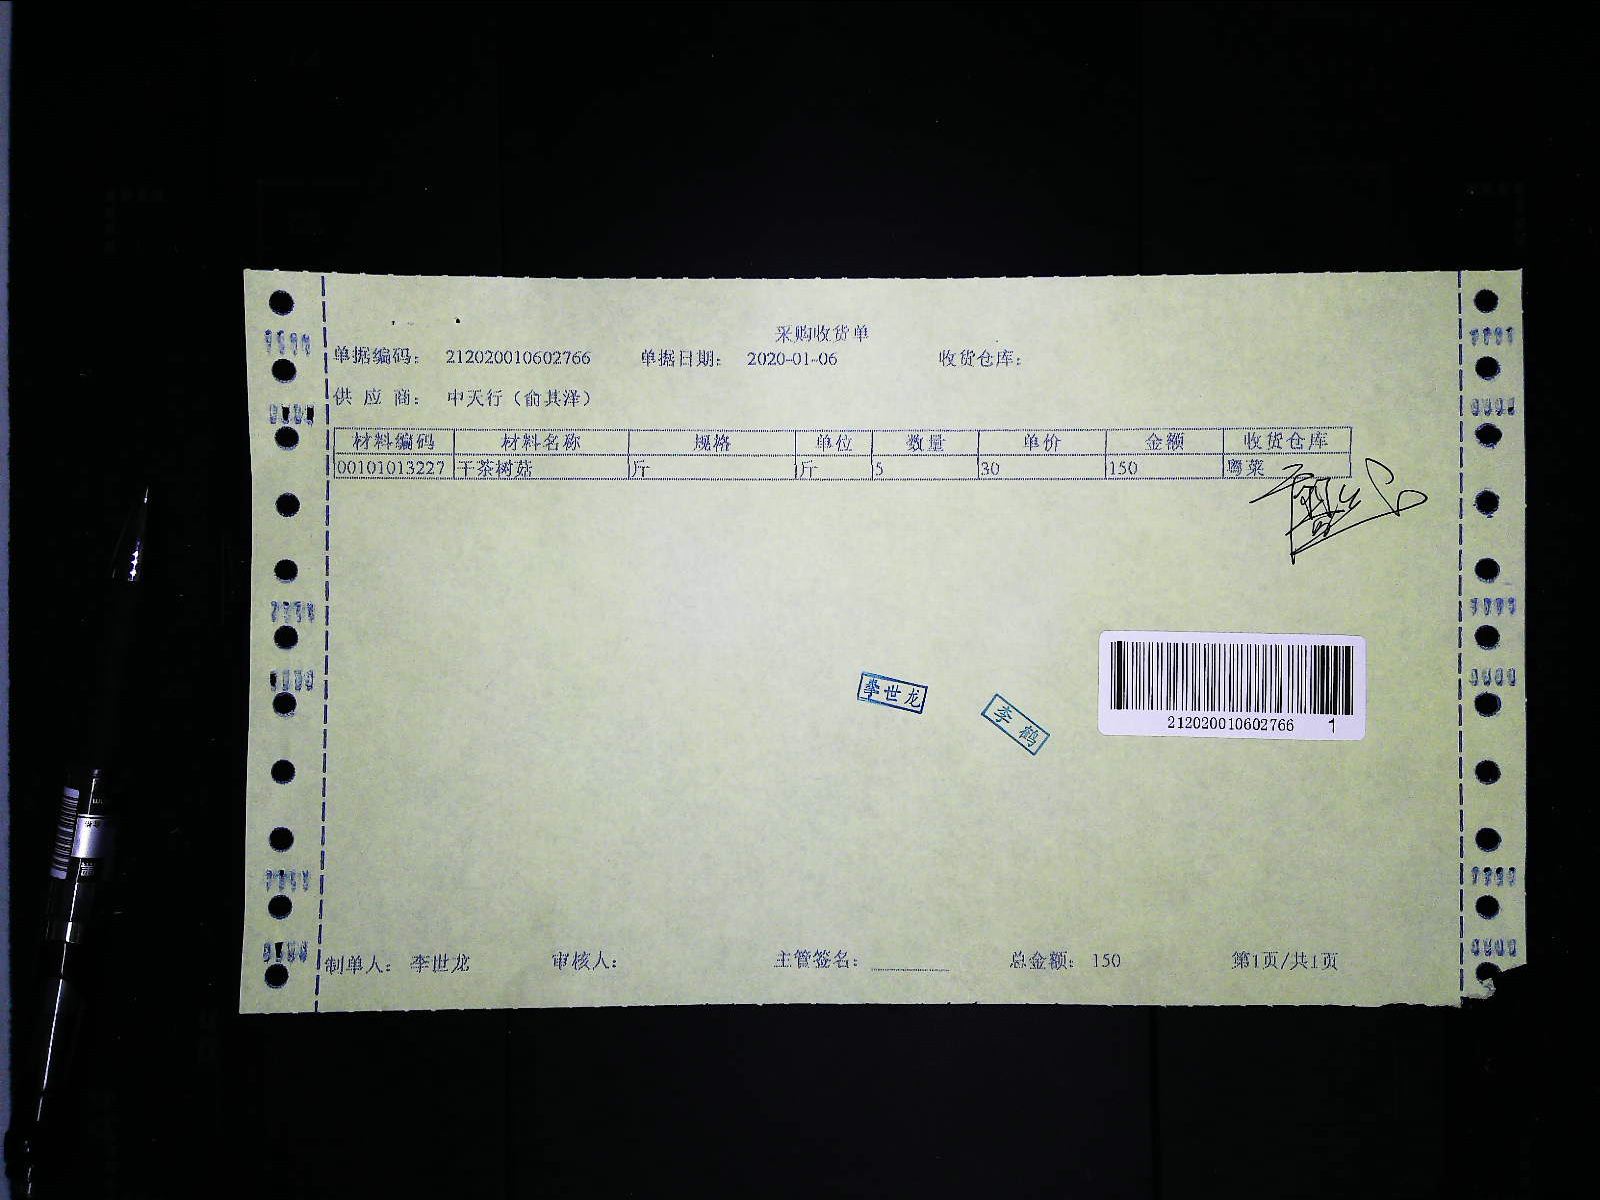 采购收货单
单据编码： 212020010602766 单据日期： 2020-01-06 收货仓库：
供 应 商： 中天行（俞其洋）
材料编码 材料名称 规格 单位 数量 单价 金额 收货仓库
00101013227 干茶树菇 斤 斤 5 30 150 粤菜
李世龙
李鹤
212020010602766 1
制单人： 李世龙 审核人： 主管签名： 总金额： 150 第1页/共1页